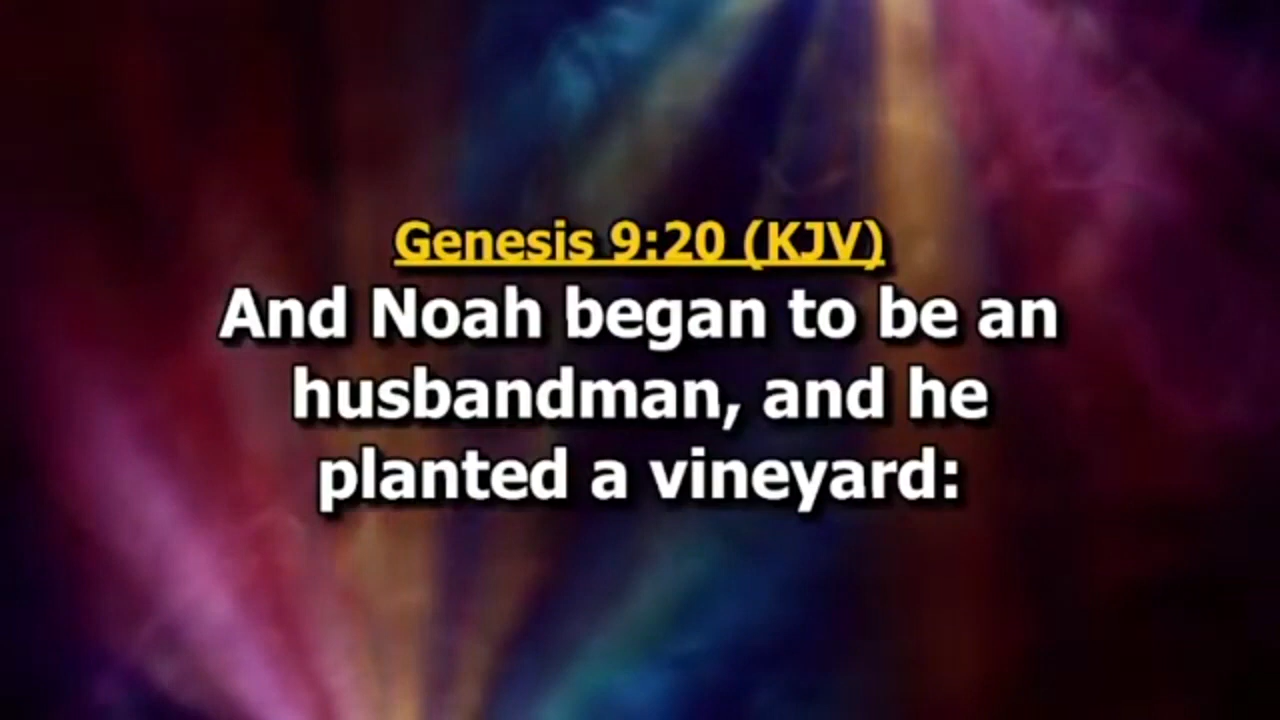 Genesis 9:20 (KJV)
And Noah began to be an
husbandman, and he
planted a vineyard: